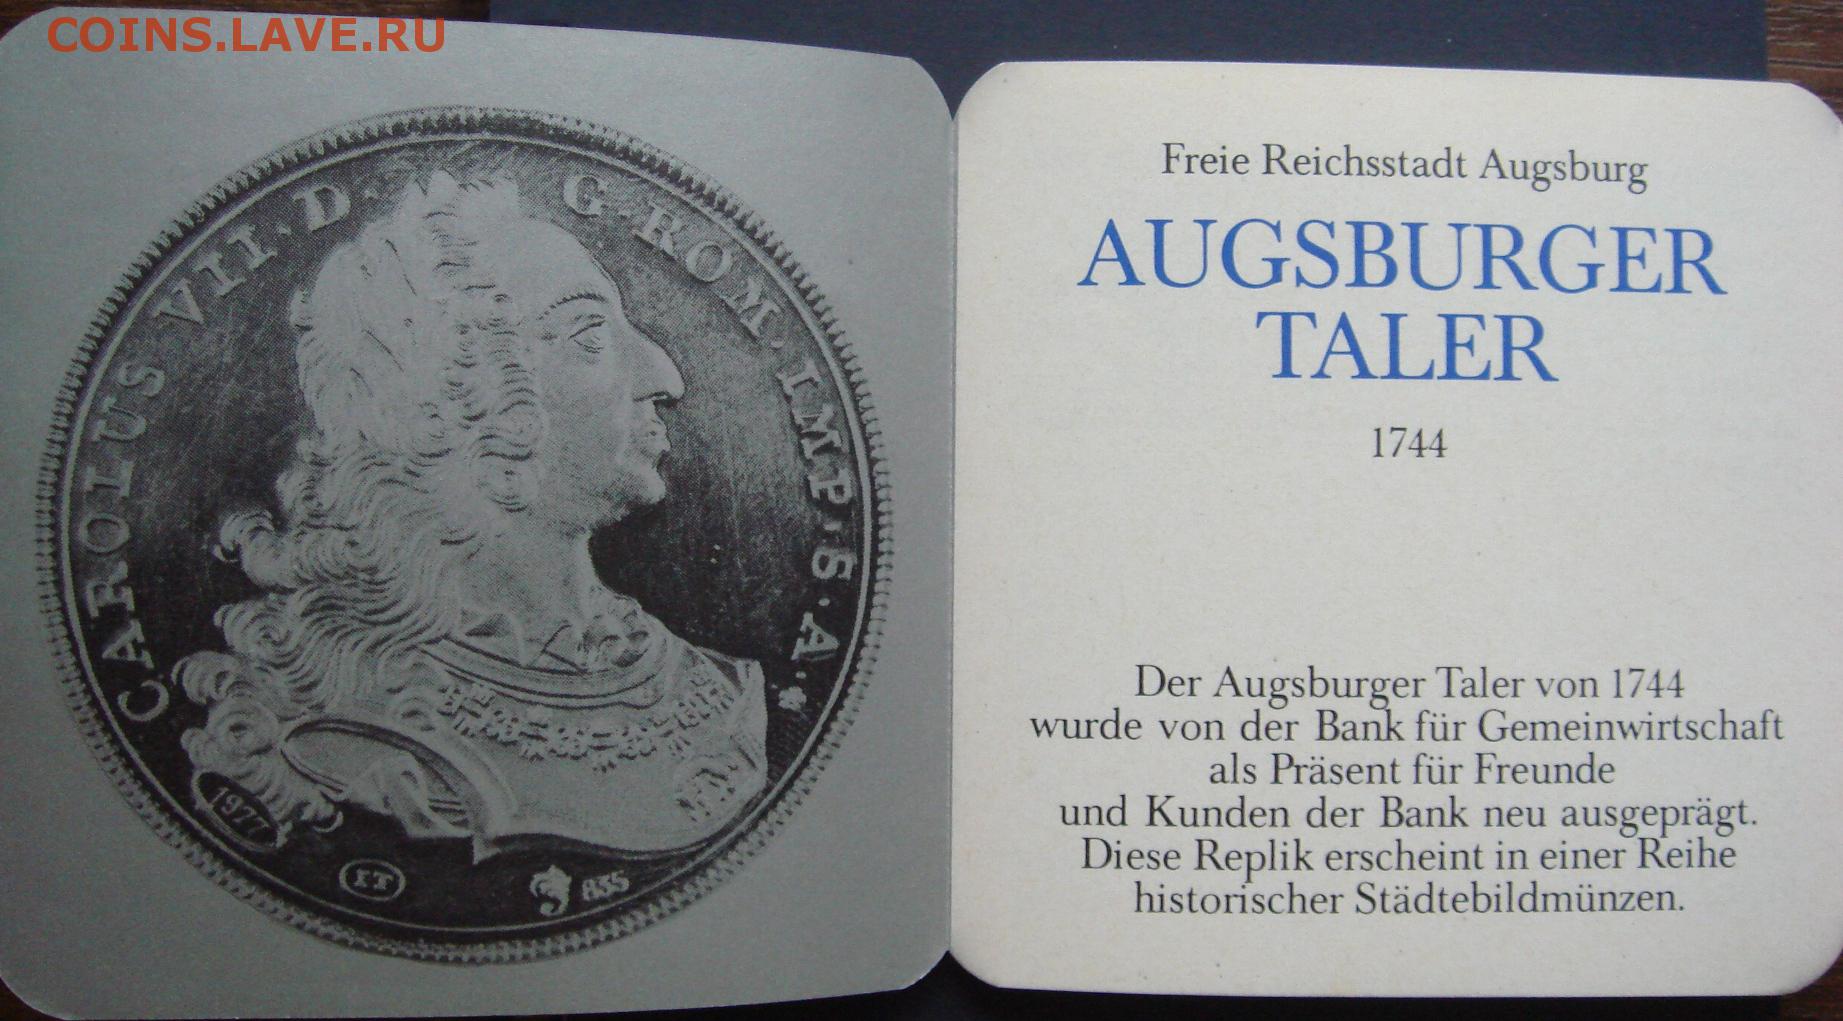 COINS.LAVE.RU
CAROLUS VII·D· G·ROM·IMP·S·A·
1977
835
Freie Reichsstadt Augsburg
AUGSBURGER
TALER
1744
Der Augsburger Taler von 1744
wurde von der Bank für Gemeinwirtschaft
als Präsent für Freunde
und Kunden der Bank neu ausgeprägt.
Diese Replik erscheint in einer Reihe
historischer Städtebildmünzen.